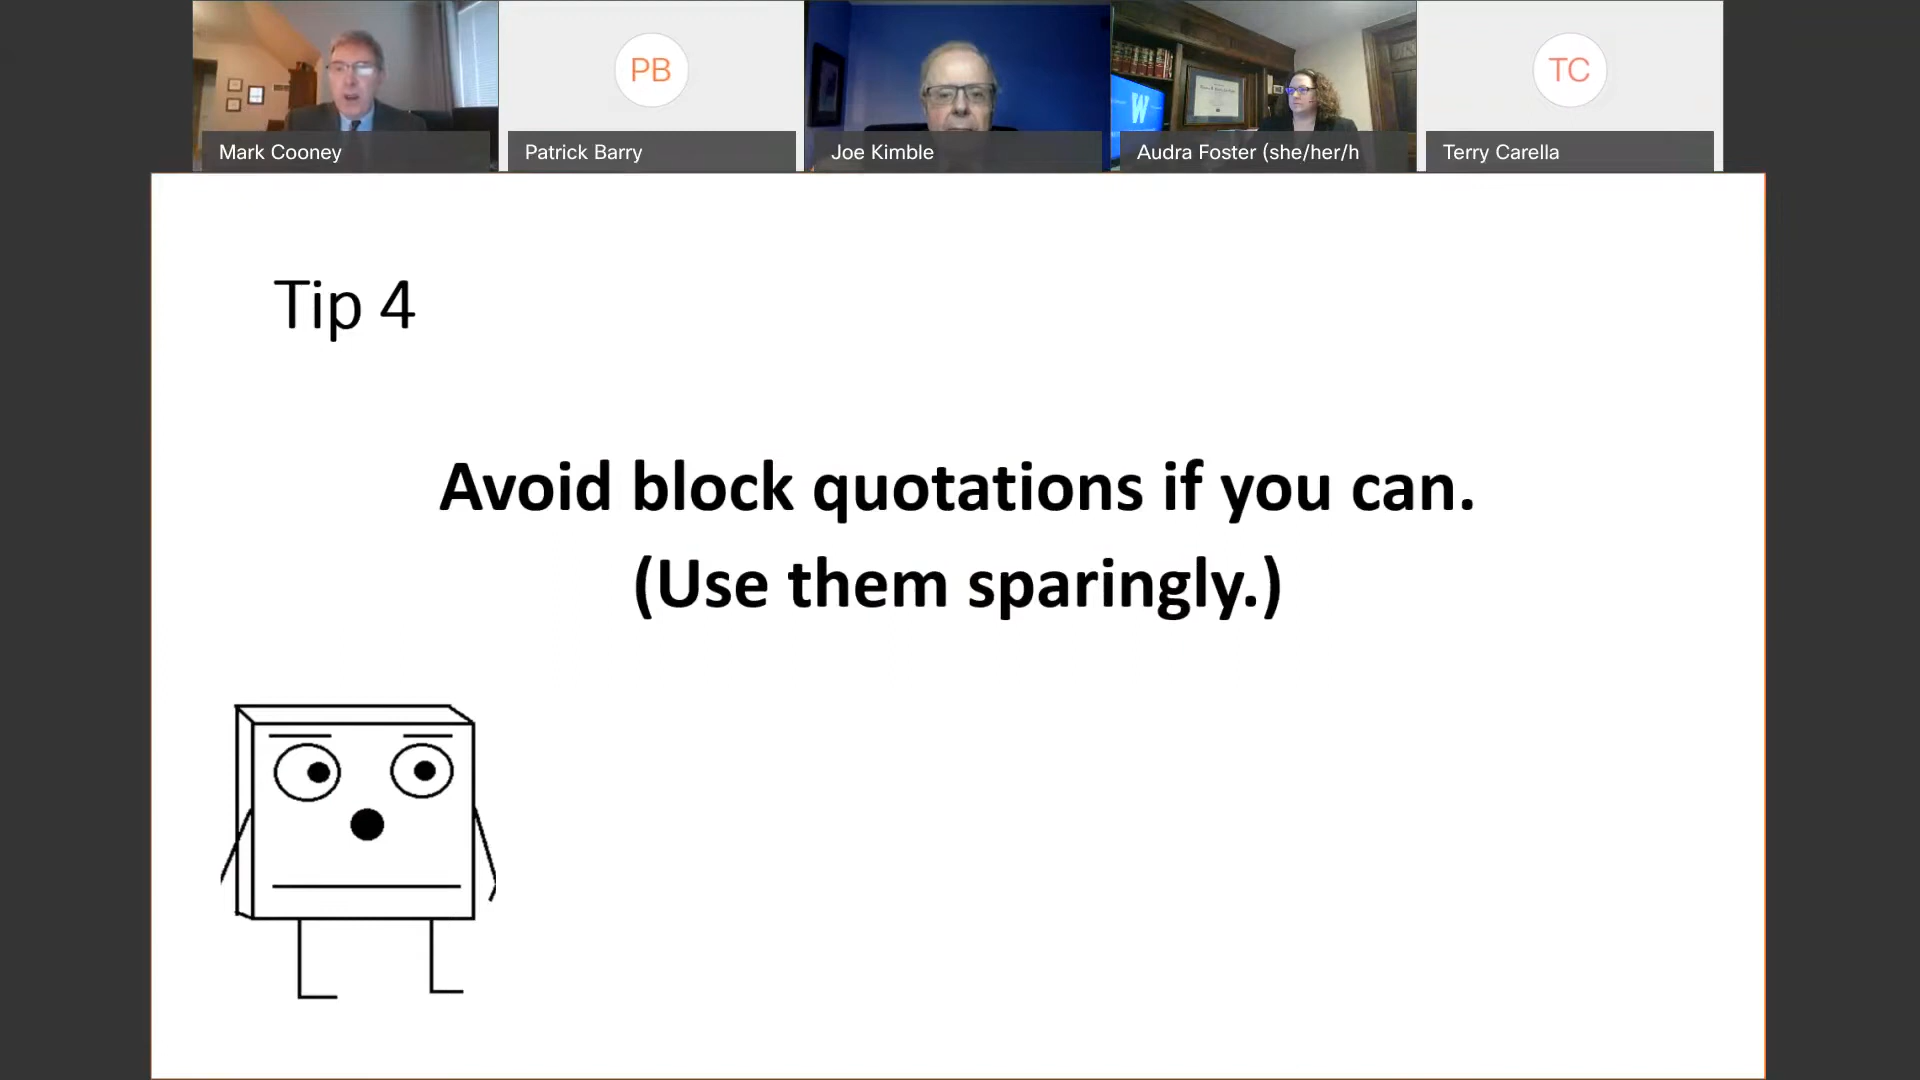 Mark Cooney
PB
Patrick Barry
Joe Kimble
W
Audra Foster (she/her/h
TC
Terry Carella
Tip 4
Avoid block quotations if you can.
(Use them sparingly.)